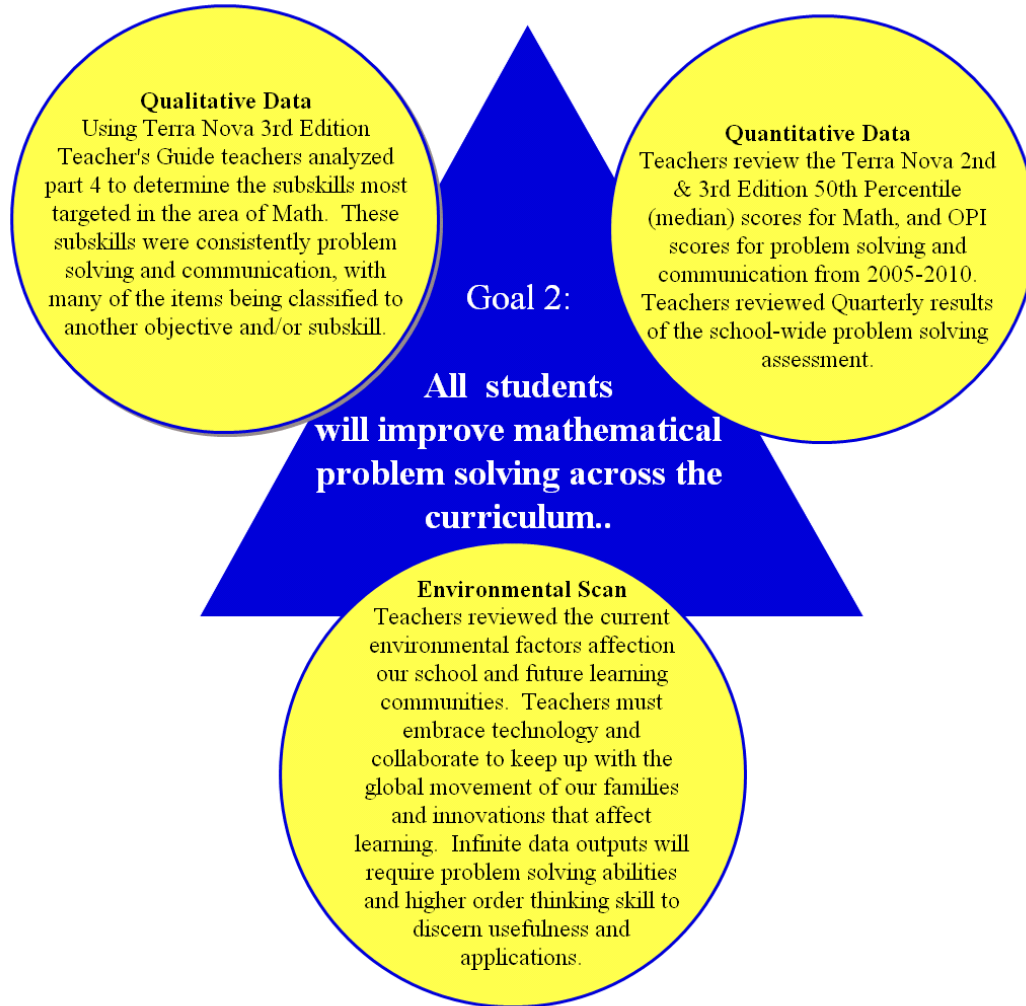 Qualitative Data
Using Terra Nova 3rd Edition
Teacher's Guide teachers analyzed
part 4 to determine the subskills most
targeted in the area of Math.  These
subskills were consistently problem
solving and communication, with
many of the items being classified to
another objective and/or subskill.
Quantitative Data
Teachers review the Terra Nova 2nd
& 3rd Edition 50th Percentile
(median) scores for Math, and OPI
scores for problem solving and
communication from 2005-2010.
Teachers reviewed Quarterly results
of the school-wide problem solving
assessment.
Goal 2:
All  students
will improve mathematical
problem solving across the
curriculum..
Environmental Scan
Teachers reviewed the current
environmental factors affection
our school and future learning
communities.  Teachers must
embrace technology and
collaborate to keep up with the
global movement of our families
and innovations that affect
learning.  Infinite data outputs will
require problem solving abilities
and higher order thinking skill to
discern usefulness and
applications.